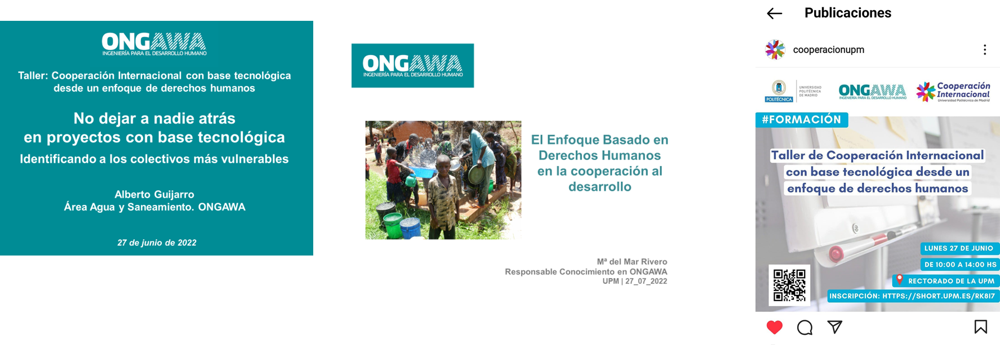 ONGAWA
INGENIERÍA PARA EL DESARROLLO HUMANO
Taller: Cooperación Internacional con base tecnológica
desde un enfoque de derechos humanos
No dejar a nadie atrás
en proyectos con base tecnológica
Identificando a los colectivos más vulnerables
Alberto Guijarro
Área Agua y Saneamiento. ONGAWA
27 de junio de 2022
ONGAWA
INGENIERÍA PARA EL DESARROLLO HUMANO
El Enfoque Basado en
Derechos Humanos
en la cooperación al
desarrollo
Mª del Mar Rivero
Responsable Conocimiento en ONGAWA
UPM | 27_07_2022
Publicaciones
cooperacionupm
POLITÉCNICA
UNIVERSIDAD
POLITÉCNICA
DE MADRID
ONGAWA
INGENIERÍA PARA EL DESARROLLO HUMANO
Cooperación
Internacional
Universidad Politécnica de Madrid
#FORMACIÓN
Taller de Cooperación Internacional
con base tecnológica desde un
enfoque de derechos humanos
LUNES 27 DE JUNIO
DE 10:00 A 14:00 HS
RECTORADO DE LA UPM
INSCRIPCIÓN: HTTPS://SHORT.UPM.ES/RK8I7